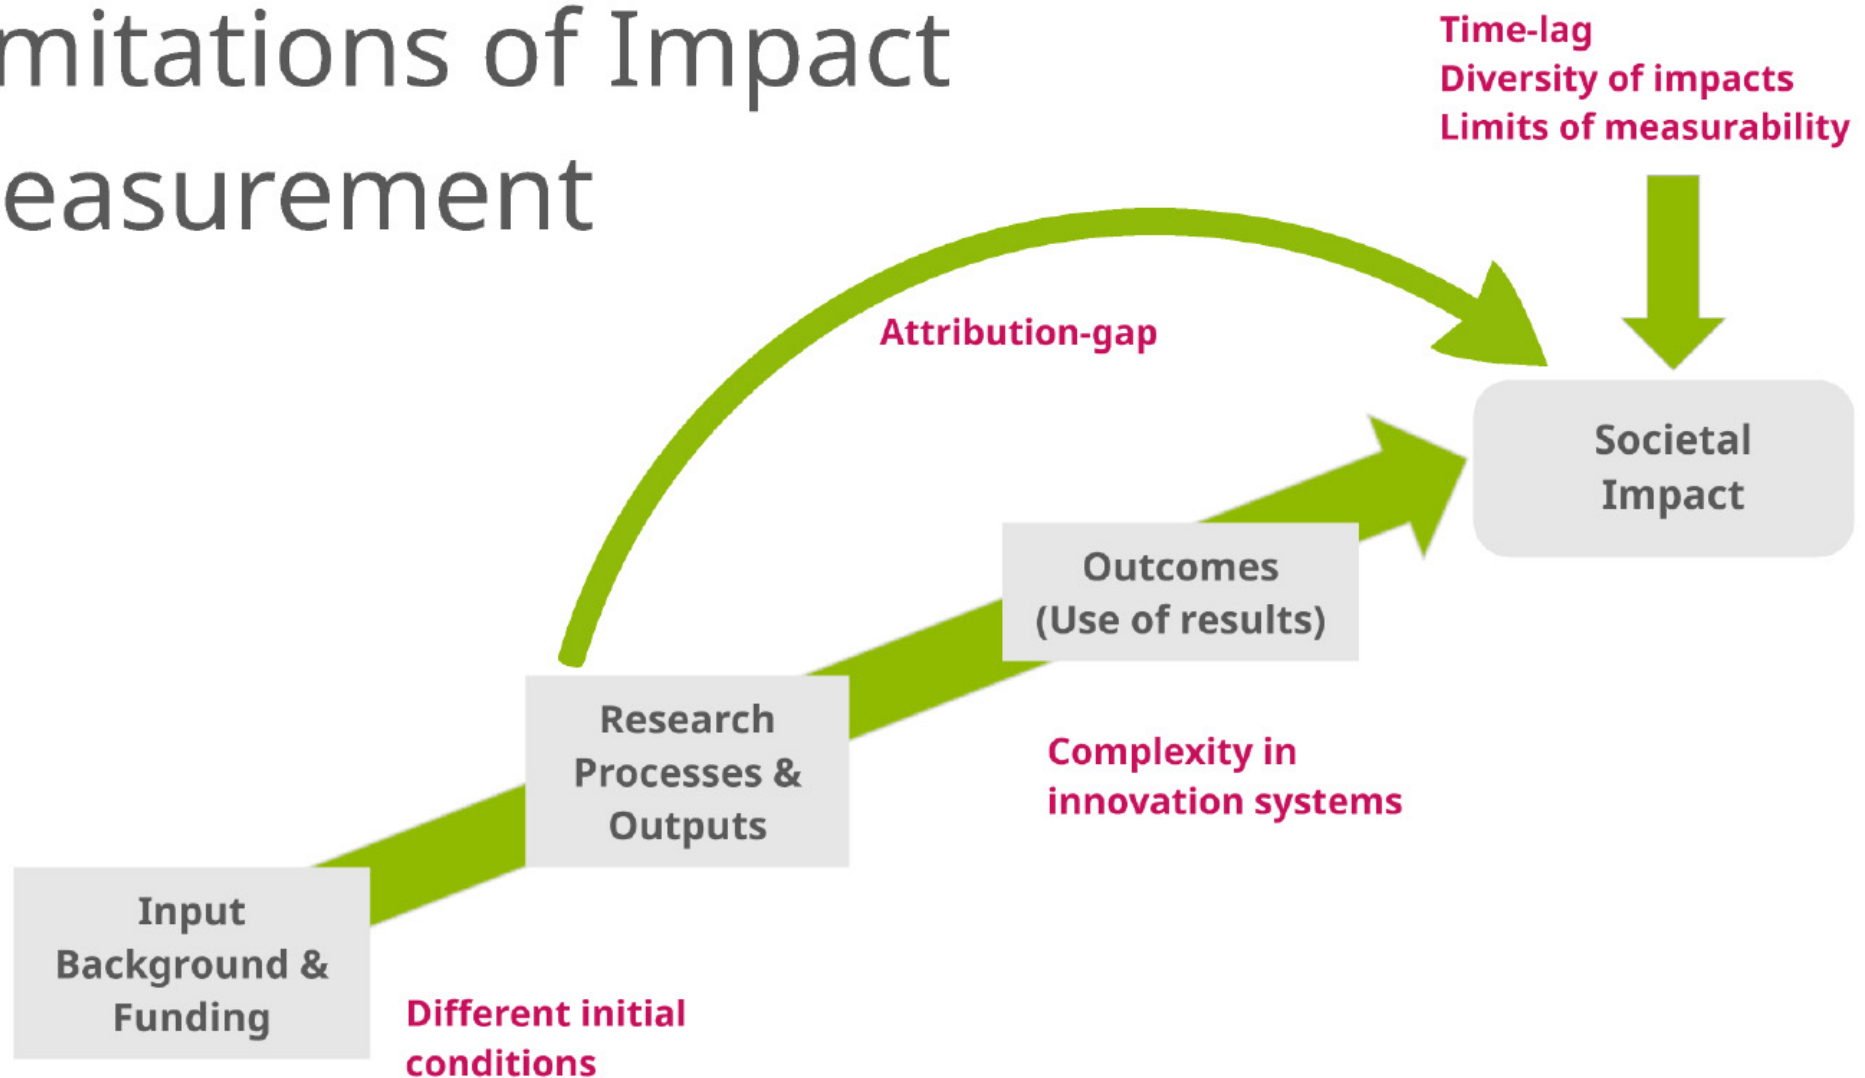 mitations of Impact
easurement
Time-lag
Diversity of impacts
Limits of measurability
Attribution-gap
Societal
Impact
Outcomes
(Use of results)
Research
Processes &
Outputs
Complexity in
innovation systems
Input
Background &
Funding
Different initial
conditions